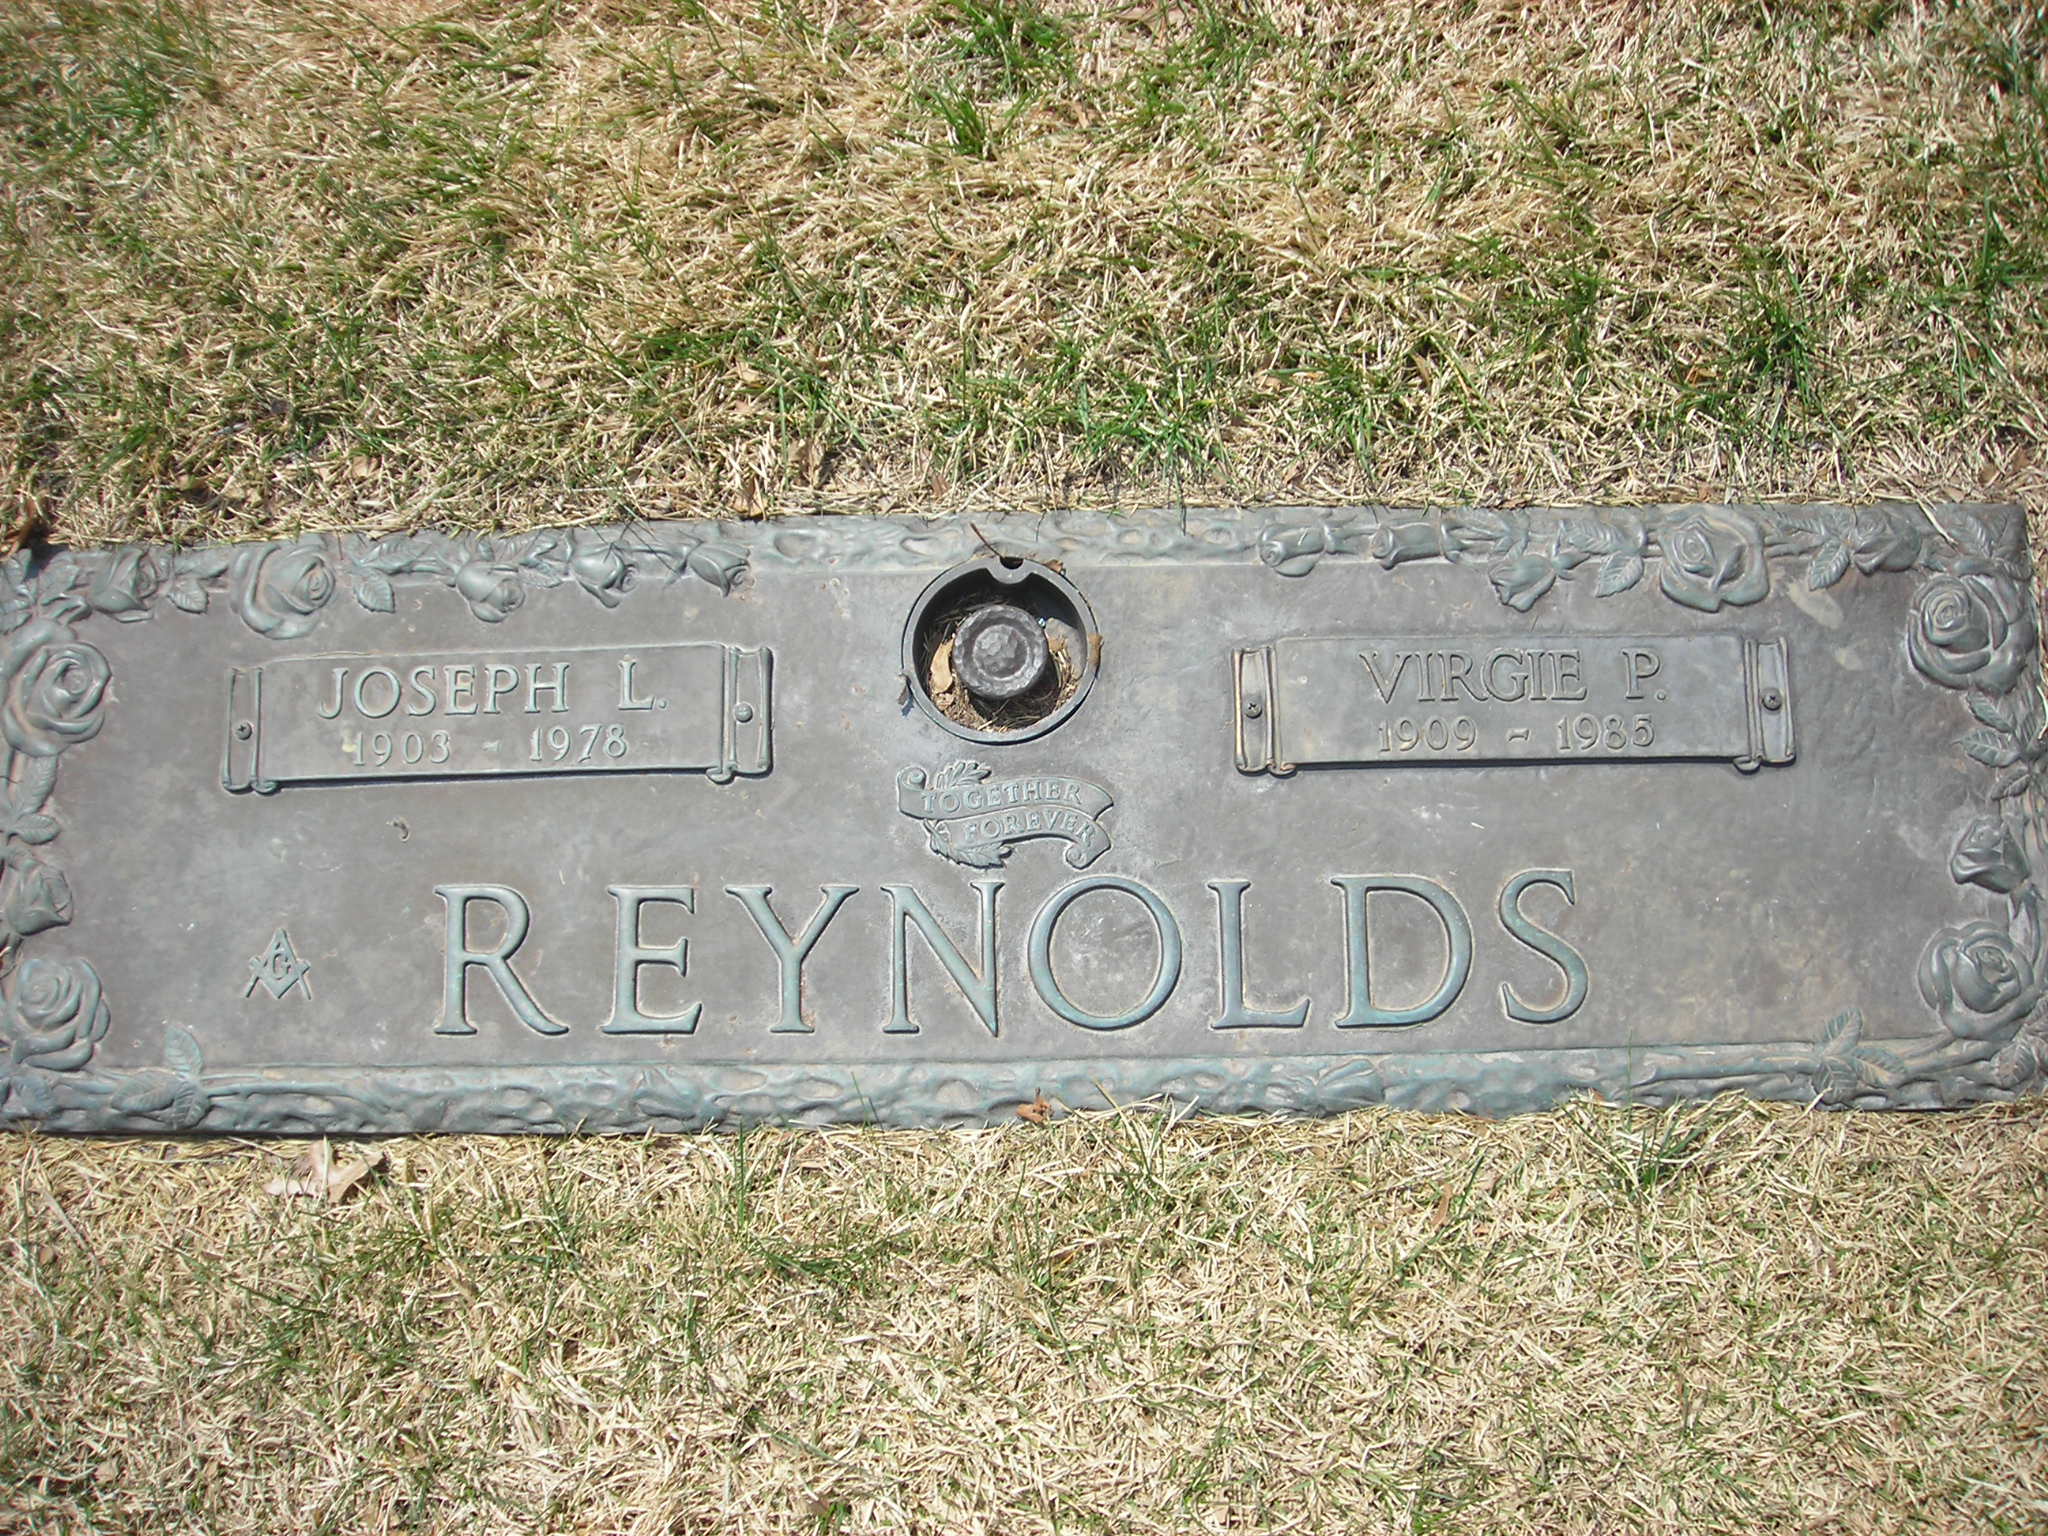 JOSEPH L.
1903 - 1978
VIRGIE P.
1909 - 1985
TOGETHER
FOREVER
REYNOLDS
G